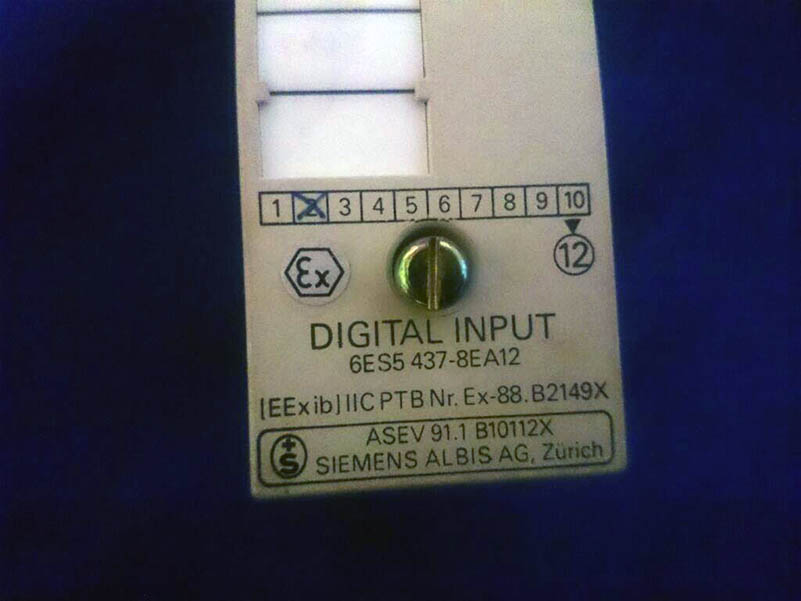 1 2 3 4 5 6 7 8 9 10
12
Ex
DIGITAL INPUT
6ES5 437-8EA12
[EEx ib] IIC PTB Nr. Ex-88.B2149X
ASEV 91.1 B10112X
+S
SIEMENS ALBIS AG, Zürich